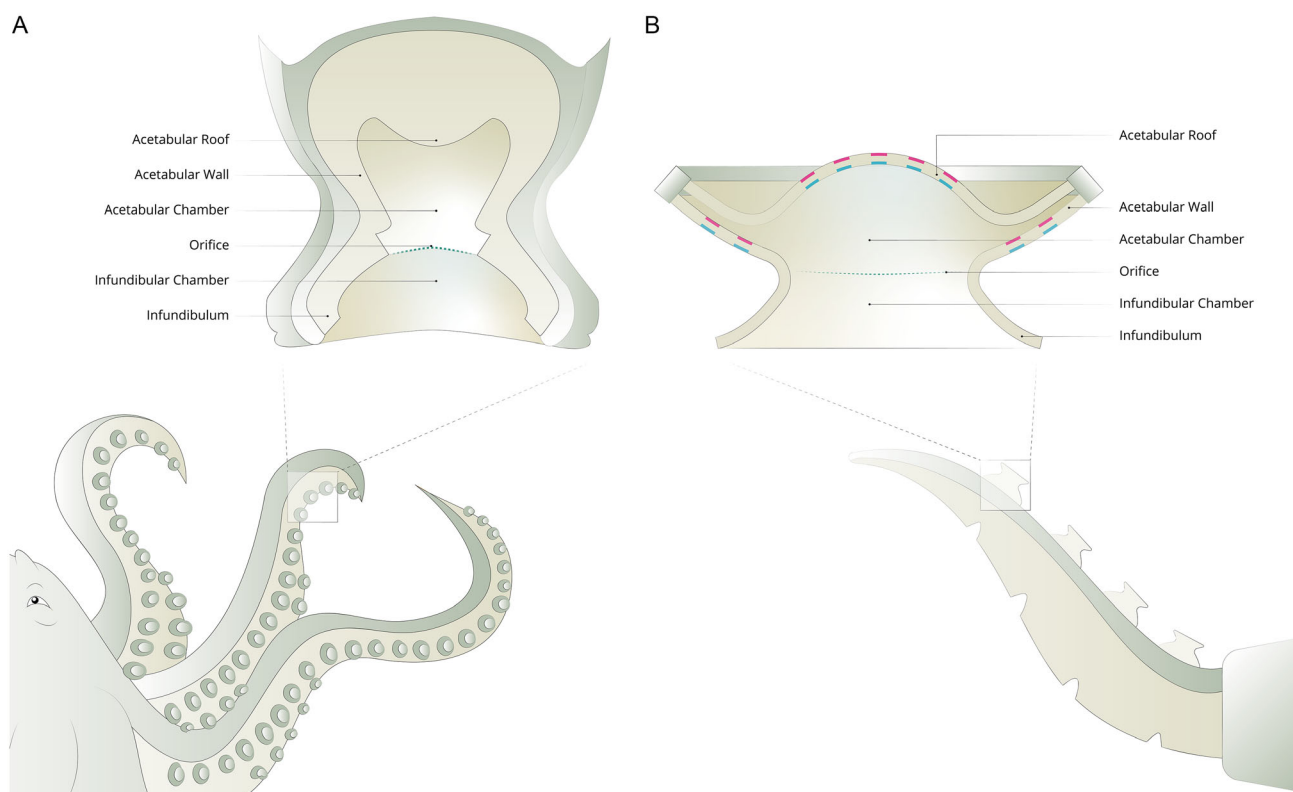 A
Acetabular Roof
Acetabular Wall
Acetabular Chamber
Orifice
Infundibular Chamber
Infundibulum
B
Acetabular Roof
Acetabular Wall
Acetabular Chamber
Orifice
Infundibular Chamber
Infundibulum